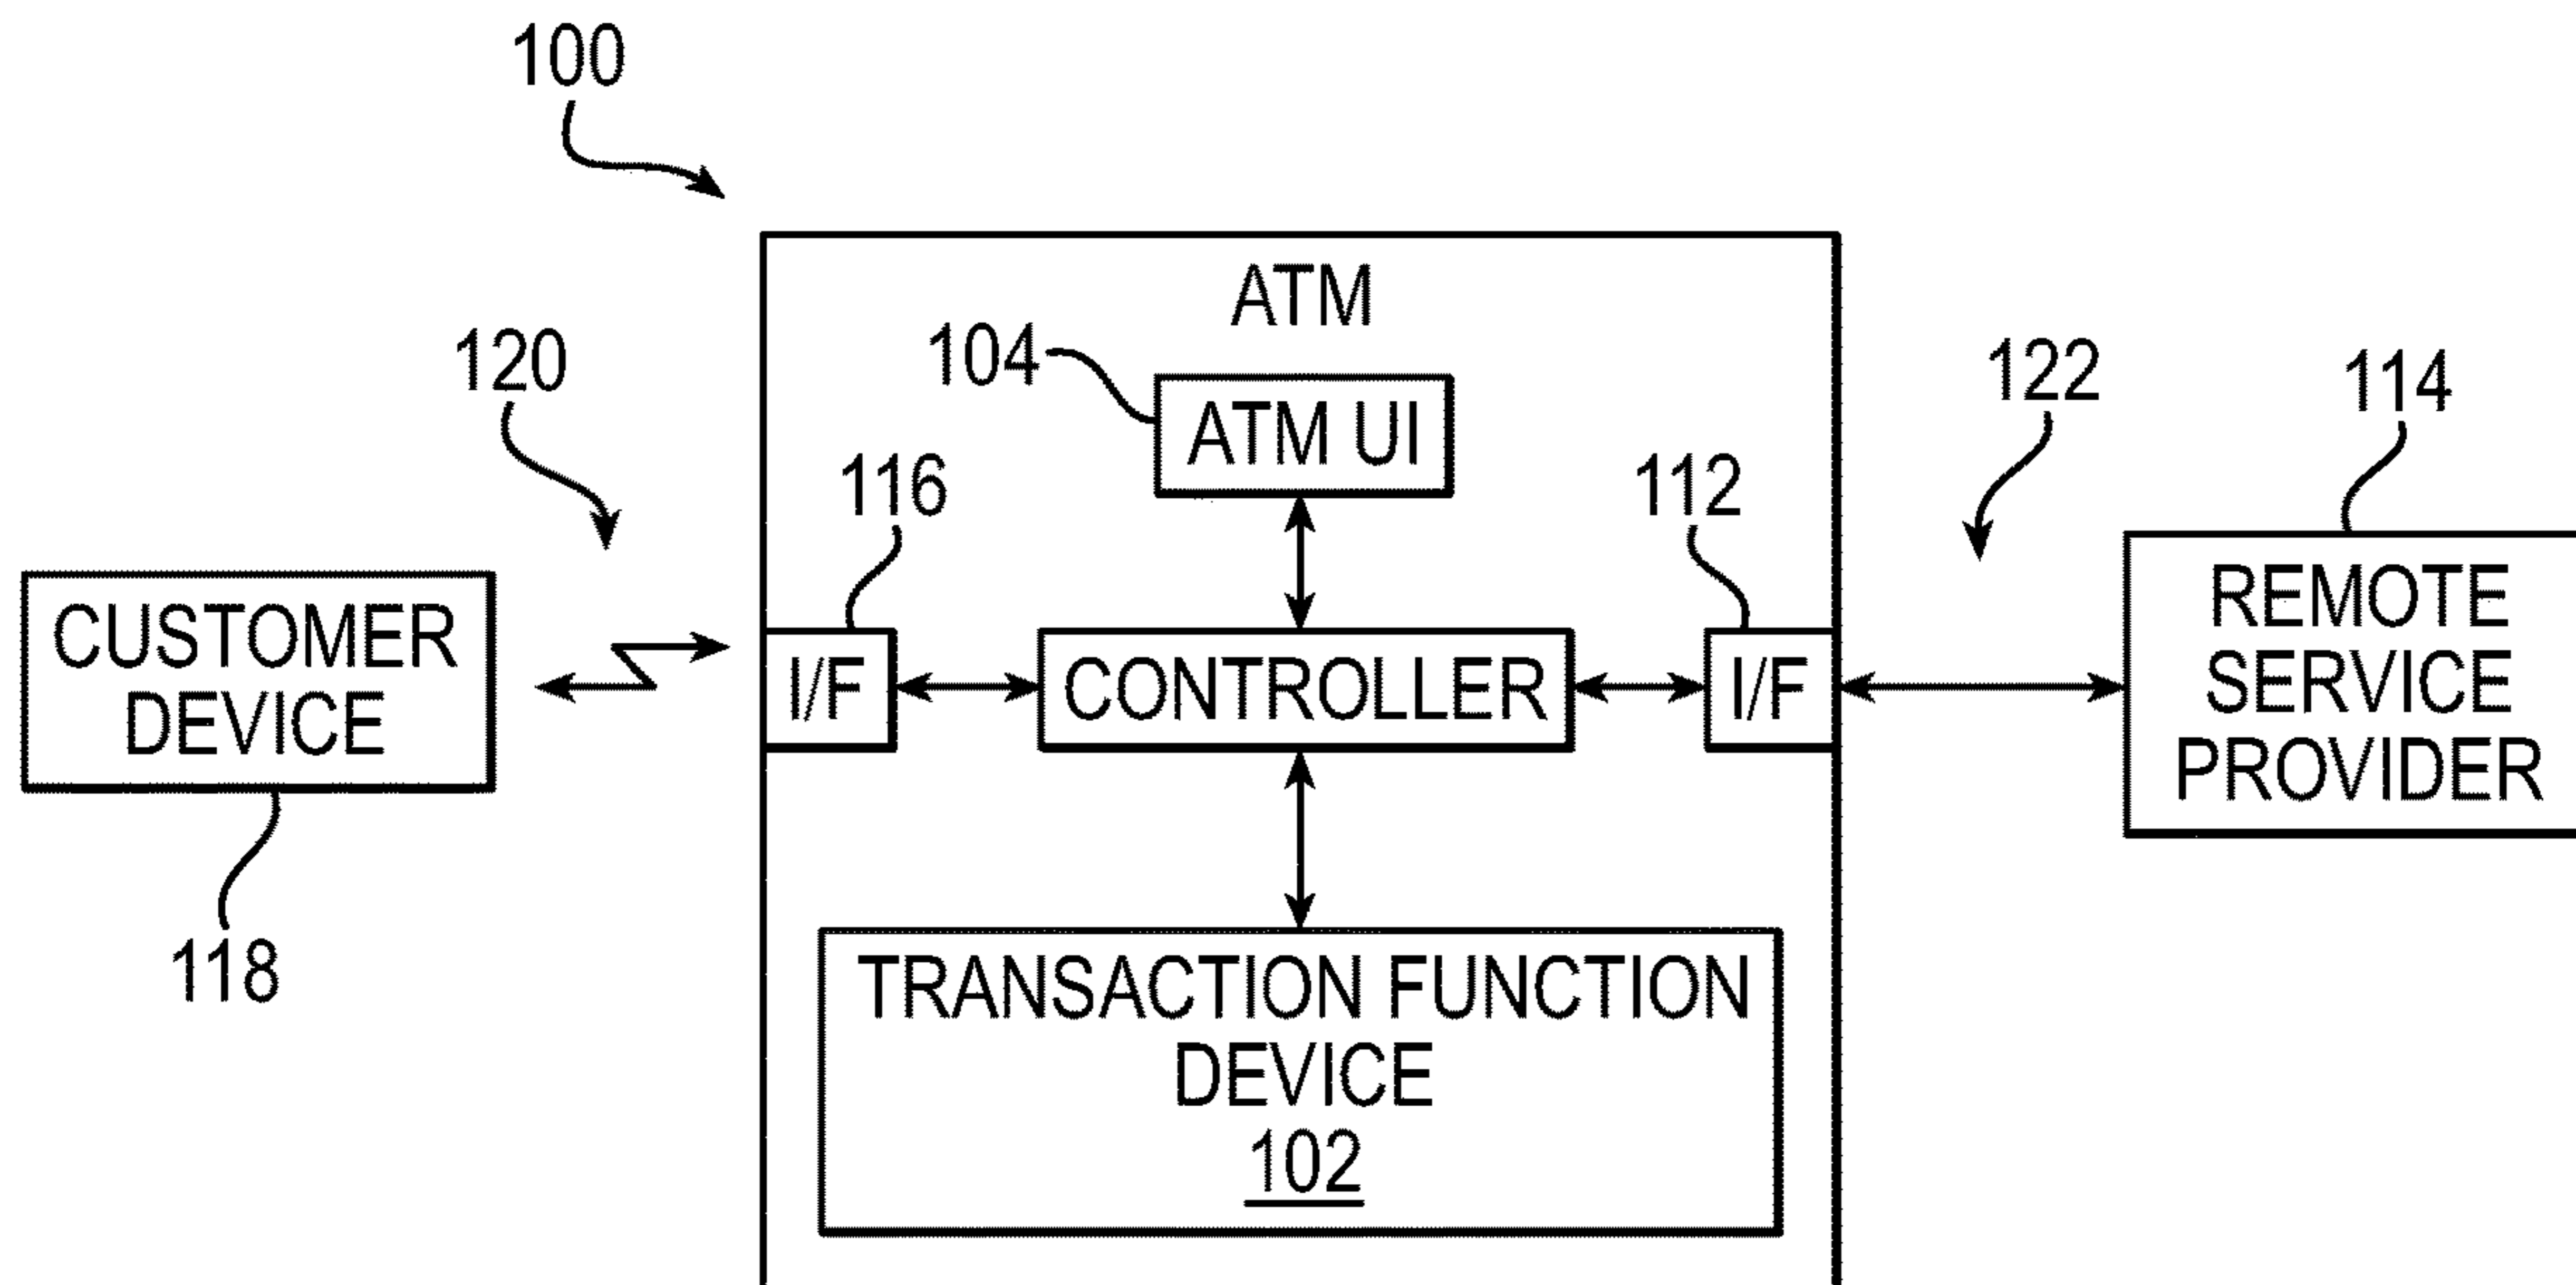 100
ATM
104
ATM UI
120
116
112
122
114
CUSTOMER
DEVICE
118
I/F
CONTROLLER
I/F
REMOTE
SERVICE
PROVIDER
TRANSACTION FUNCTION
DEVICE
102